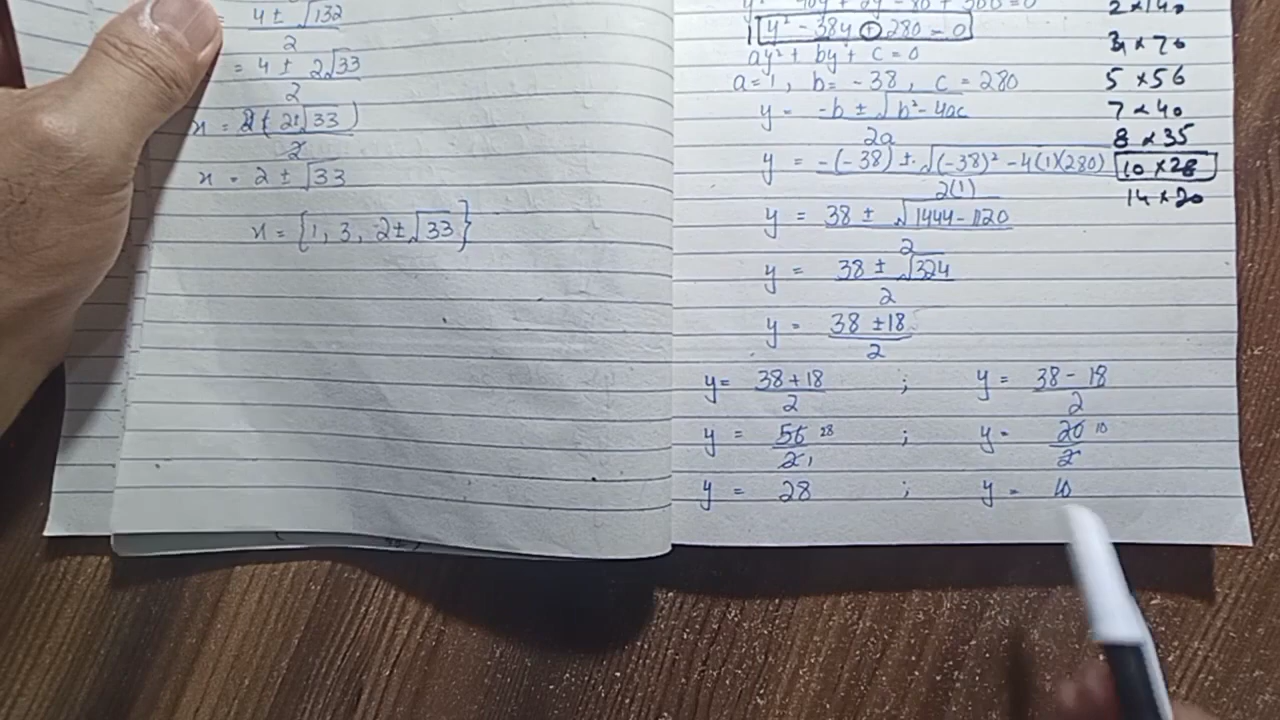 = 4 ± √132
2
= 4 ± 2√33
2
x = 2(2±√33)
2
x = 2 ± √33
x = {1, 3, 2±√33}
y² - 38y + 280 = 0
ay² + by + c = 0
a = 1, b = -38, c = 280
y = -b ± √b² - 4ac
2a
y = -(-38) ± √(-38)² - 4(1)(280)
2(1)
y = 38 ± √1444 - 1120
2
y = 38 ± √324
2
y = 38 ± 18
2
y = 38 + 18 ; y = 38 - 18
2 2
y = 56 28 ; y = 20 10
2 1 2
y = 28 ; y = 10
2 x 140
4 x 70
5 x 56
7 x 40
8 x 35
10 x 28
14 x 20